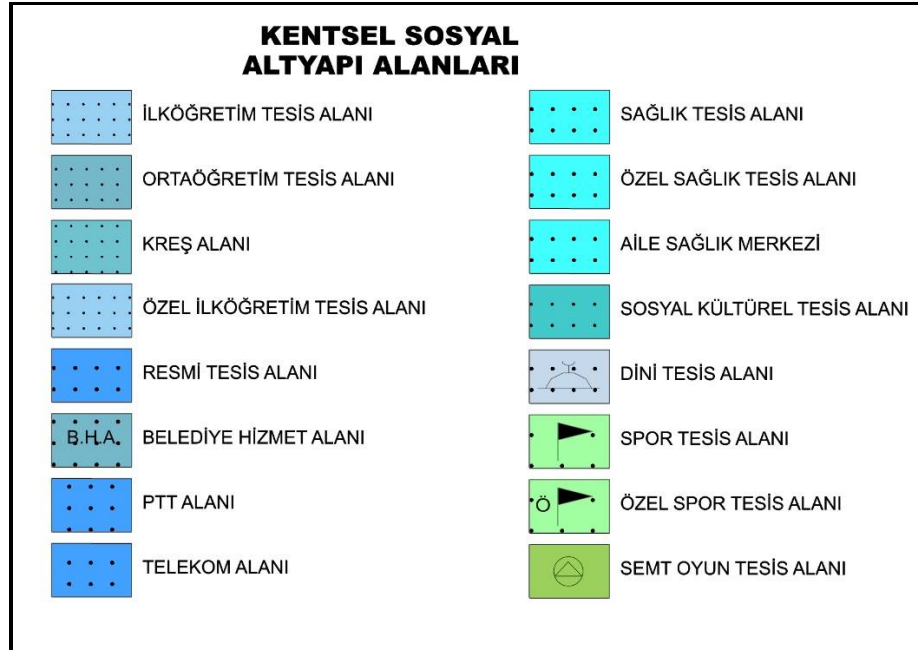 KENTSEL SOSYAL
ALTYAPI ALANLARI
İLKÖĞRETİM TESİS ALANI
ORTAÖĞRETİM TESİS ALANI
KREŞ ALANI
ÖZEL İLKÖĞRETİM TESİS ALANI
RESMİ TESİS ALANI
B.H.A. BELEDİYE HİZMET ALANI
PTT ALANI
TELEKOM ALANI
SAĞLIK TESİS ALANI
ÖZEL SAĞLIK TESİS ALANI
AİLE SAĞLIK MERKEZİ
SOSYAL KÜLTÜREL TESİS ALANI
DİNİ TESİS ALANI
SPOR TESİS ALANI
Ö ÖZEL SPOR TESİS ALANI
SEMT OYUN TESİS ALANI